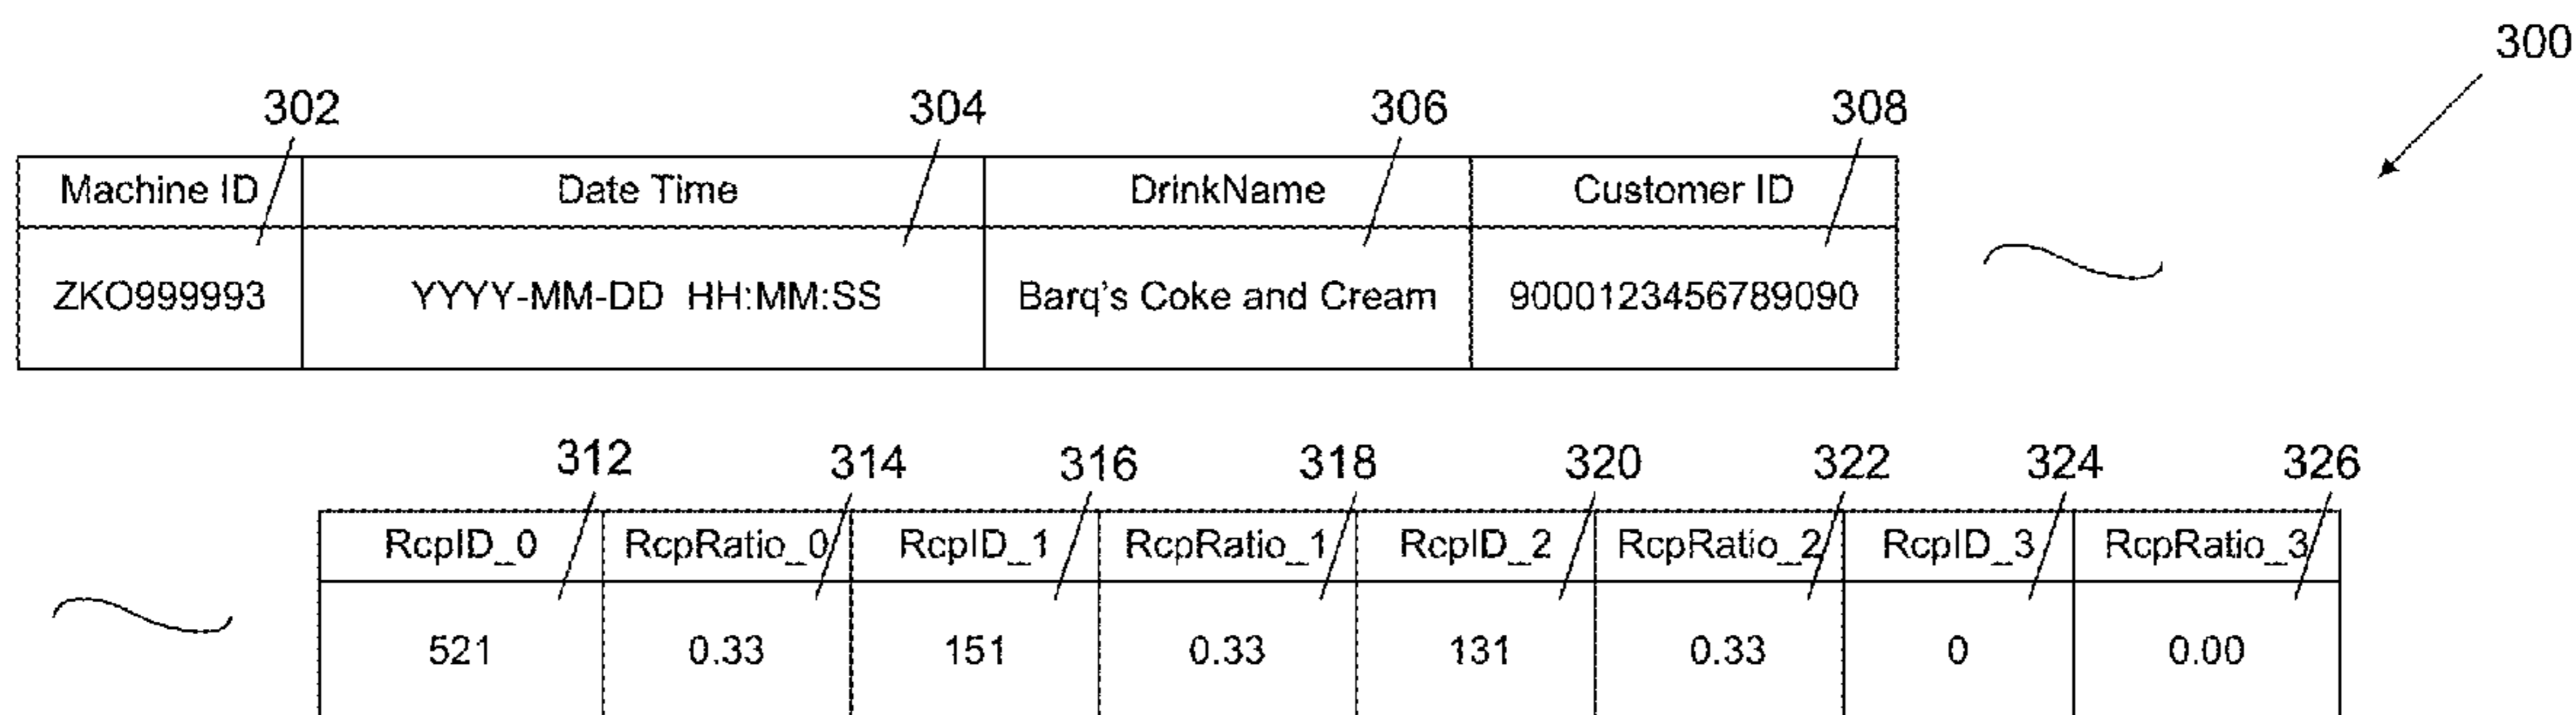 300
302 304 306 308
Machine ID Date Time DrinkName Customer ID
ZKO999993 YYYY-MM-DD HH:MM:SS Barq's Coke and Cream 9000123456789090
312 314 316 318 320 322 324 326
RcpID_0 RcpRatio_0 RcpID_1 RcpRatio_1 RcpID_2 RcpRatio_2 RcpID_3 RcpRatio_3
521 0.33 151 0.33 131 0.33 0 0.00